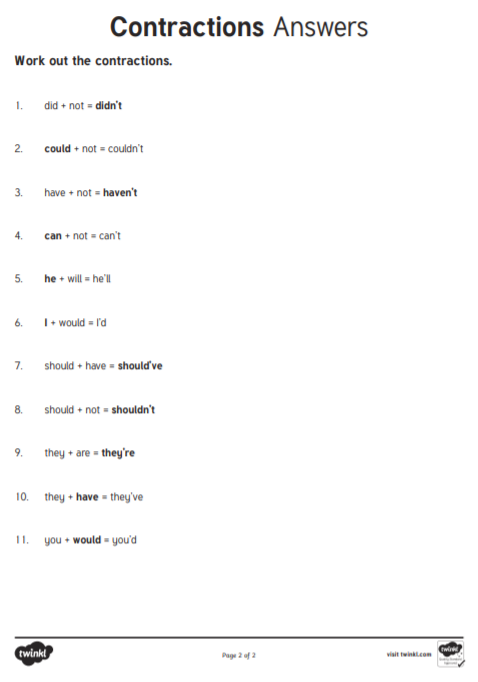 Contractions Answers
Work out the contractions.
1. did + not = didn't
2. could + not = couldn't
3. have + not = haven't
4. can + not = can't
5. he + will = he'll
6. I + would = I'd
7. should + have = should've
8. should + not = shouldn't
9. they + are = they're
10. they + have = they've
11. you + would = you'd
twinkl Page 2 of 2 visit twinkl.com twinkl